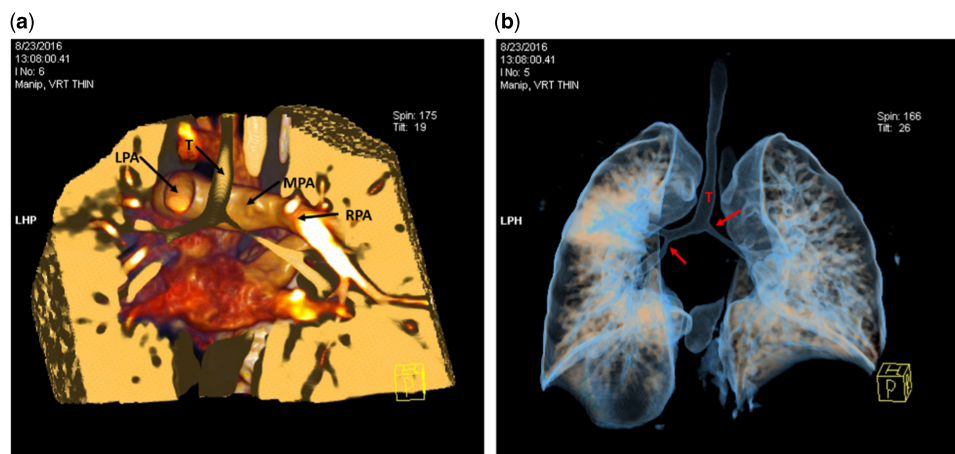 (a)
8/23/2016
13:08:00.41
I No: 6
Manip, VRT THIN
Spin: 175
Tilt: 19
LPA
T
MPA
RPA
LHP
P
(b)
8/23/2016
13:08:00.41
I No: 5
Manip, VRT THIN
Spin: 166
Tilt: 26
T
LPH
H
P